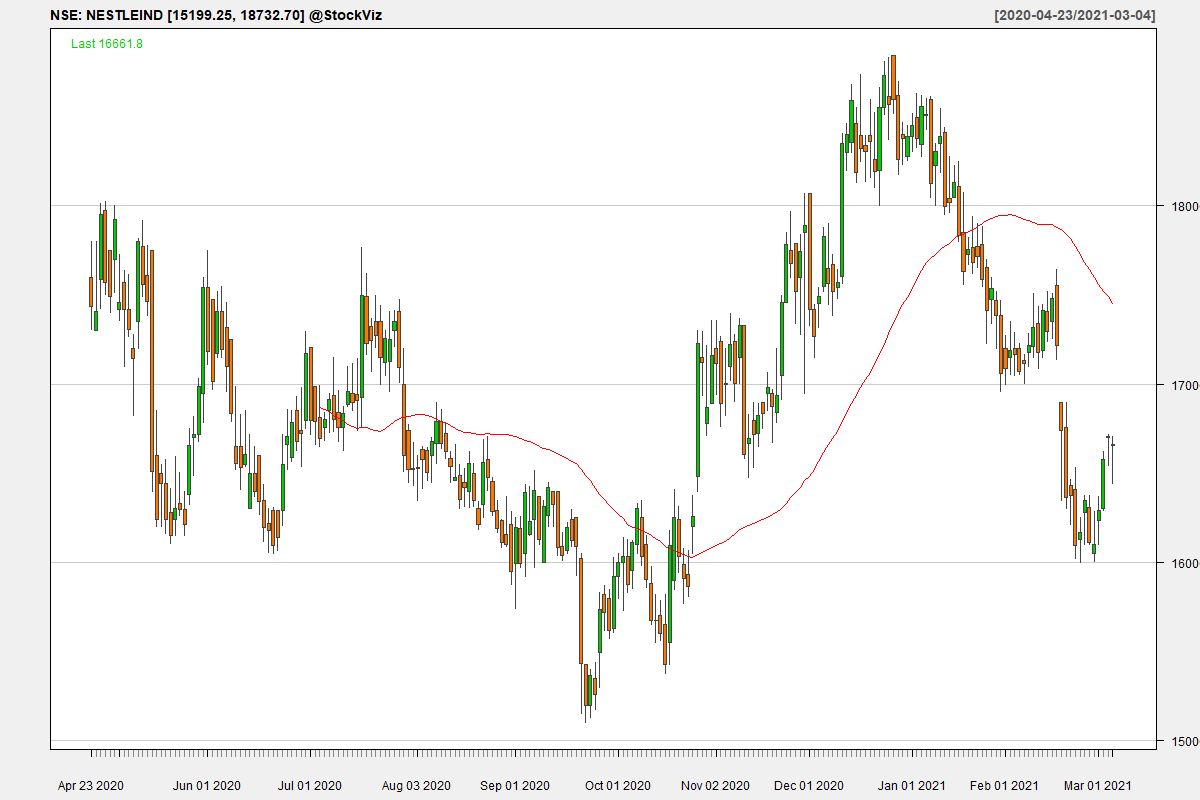 NSE: NESTLEIND [15199.25, 18732.70] @StockViz [2020-04-23/2021-03-04]
Last 16661.8
1800
1700
1600
1500
Apr 23 2020 Jun 01 2020 Jul 01 2020 Aug 03 2020 Sep 01 2020 Oct 01 2020 Nov 02 2020 Dec 01 2020 Jan 01 2021 Feb 01 2021 Mar 01 2021